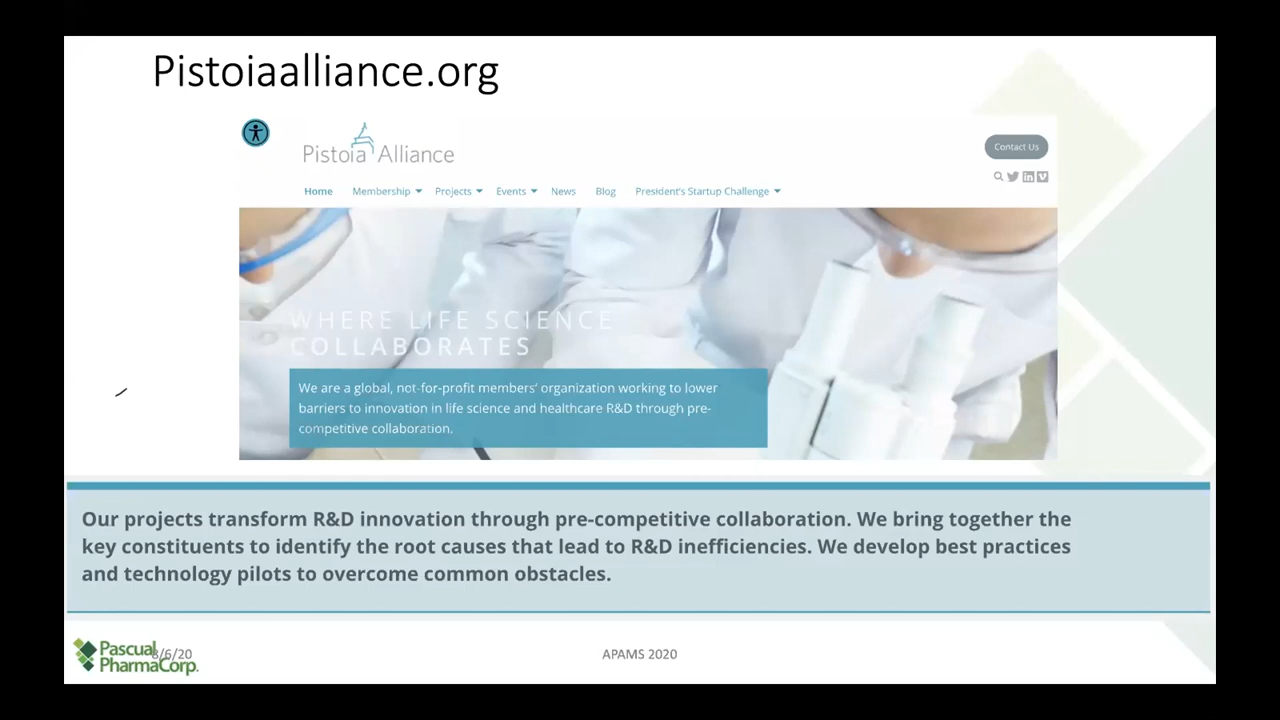 Pistoiaalliance.org
Pistoia Alliance
Contact Us
Home Membership Projects Events News Blog President's Startup Challenge
WHERE LIFE SCIENCE
COLLABORATES
We are a global, not-for-profit members' organization working to lower
barriers to innovation in life science and healthcare R&D through pre-
competitive collaboration.
Our projects transform R&D innovation through pre-competitive collaboration. We bring together the
key constituents to identify the root causes that lead to R&D inefficiencies. We develop best practices
and technology pilots to overcome common obstacles.
Pascual
PharmaCorp.
8/6/20
APAMS 2020